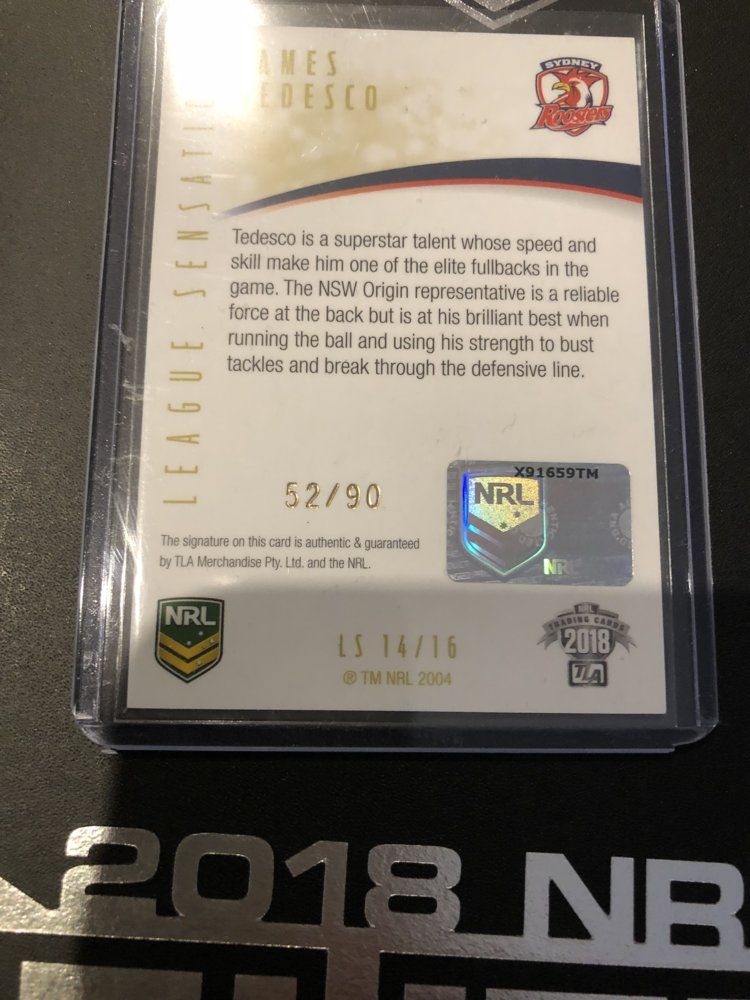 AMES
EDESCO
SYDNEY
Roosters
LEAGUE SENSATI
Tedesco is a superstar talent whose speed and
skill make him one of the elite fullbacks in the
game. The NSW Origin representative is a reliable
force at the back but is at his brilliant best when
running the ball and using his strength to bust
tackles and break through the defensive line.
52/90
X91659TM
NRL
NRL
The signature on this card is authentic & guaranteed
by TLA Merchandise Pty. Ltd. and the NRL.
NRL
LS 14/16
® TM NRL 2004
NRL
TRADING CARDS
2018
TLA
2018 NR